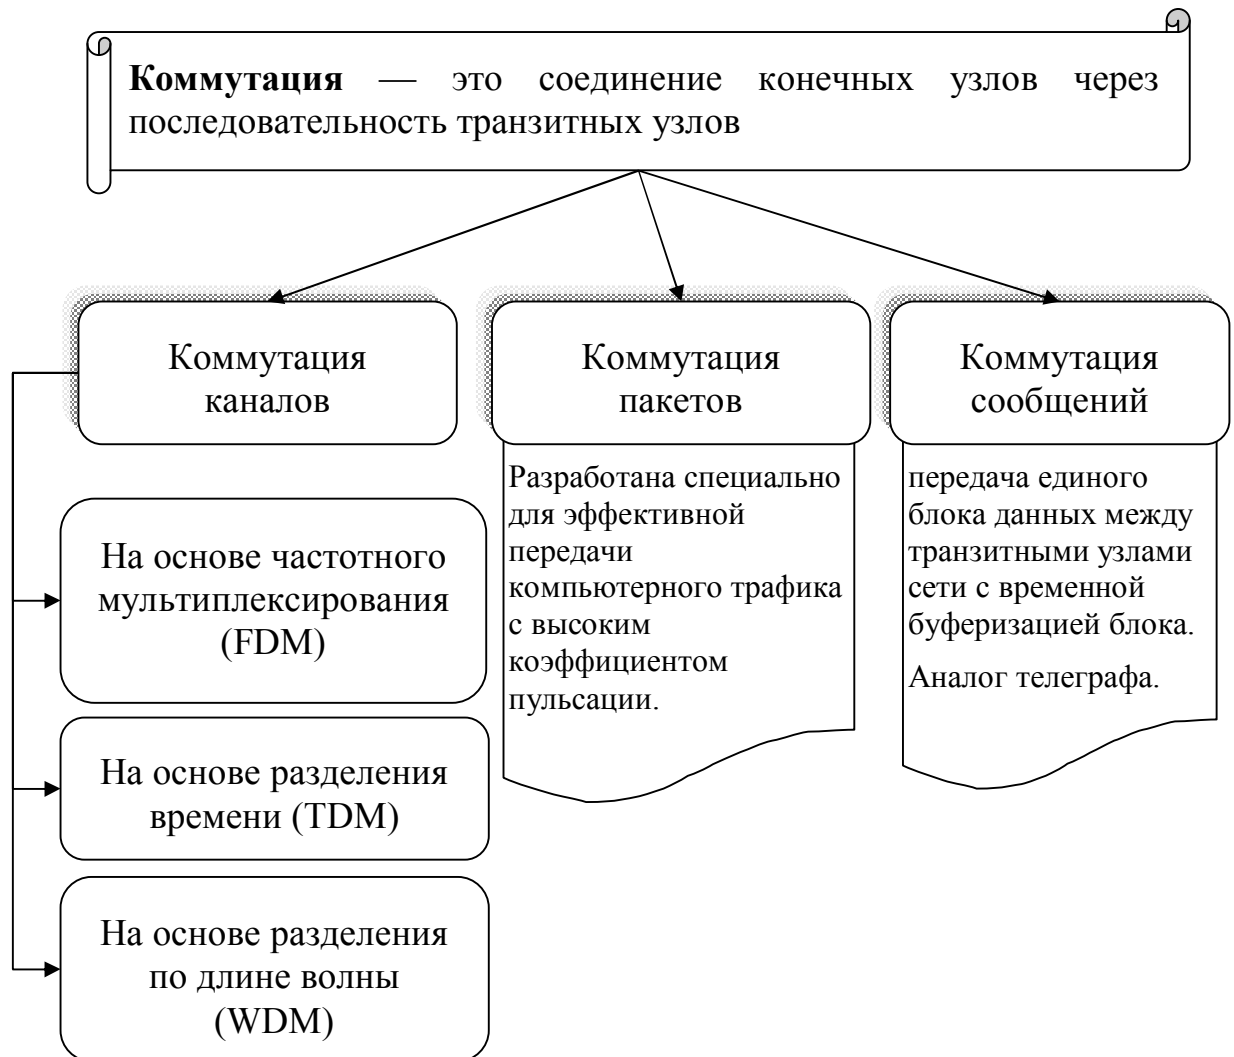 Коммутация — это соединение конечных узлов через
последовательность транзитных узлов
Коммутация
каналов
Коммутация
пакетов
Коммутация
сообщений
Разработана специально
для эффективной
передачи
компьютерного трафика
с высоким
коэффициентом
пульсации.
передача единого
блока данных между
транзитными узлами
сети с временной
буферизацией блока.
Аналог телеграфа.
На основе частотного
мультиплексирования
(FDM)
На основе разделения
времени (TDM)
На основе разделения
по длине волны
(WDM)